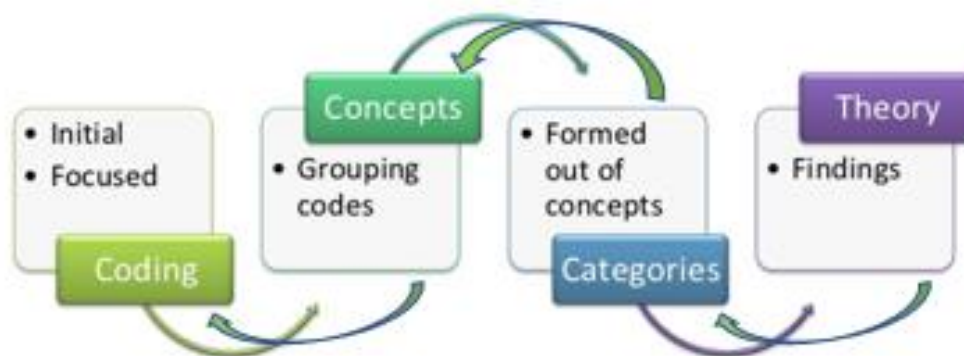 • Initial
• Focused
Coding
Concepts
• Grouping
codes
• Formed
out of
concepts
Categories
Theory
• Findings